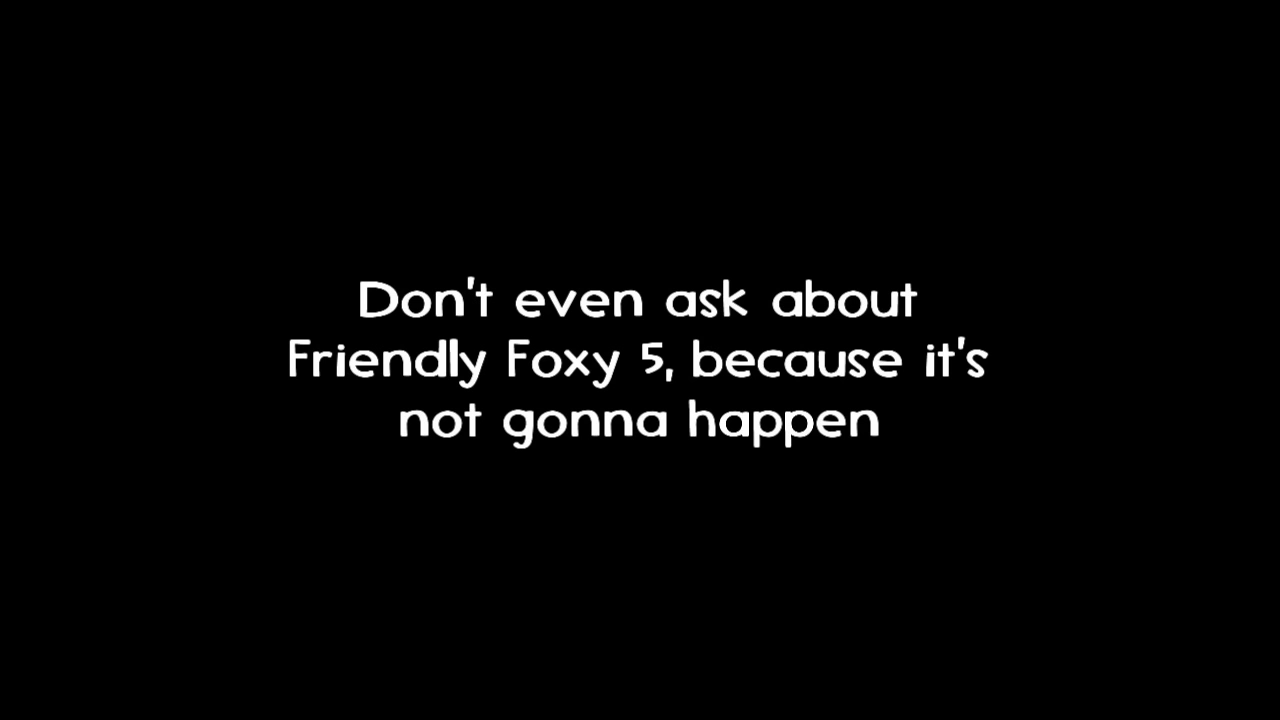 Don't even ask about
Friendly Foxy 5, because it's
not gonna happen